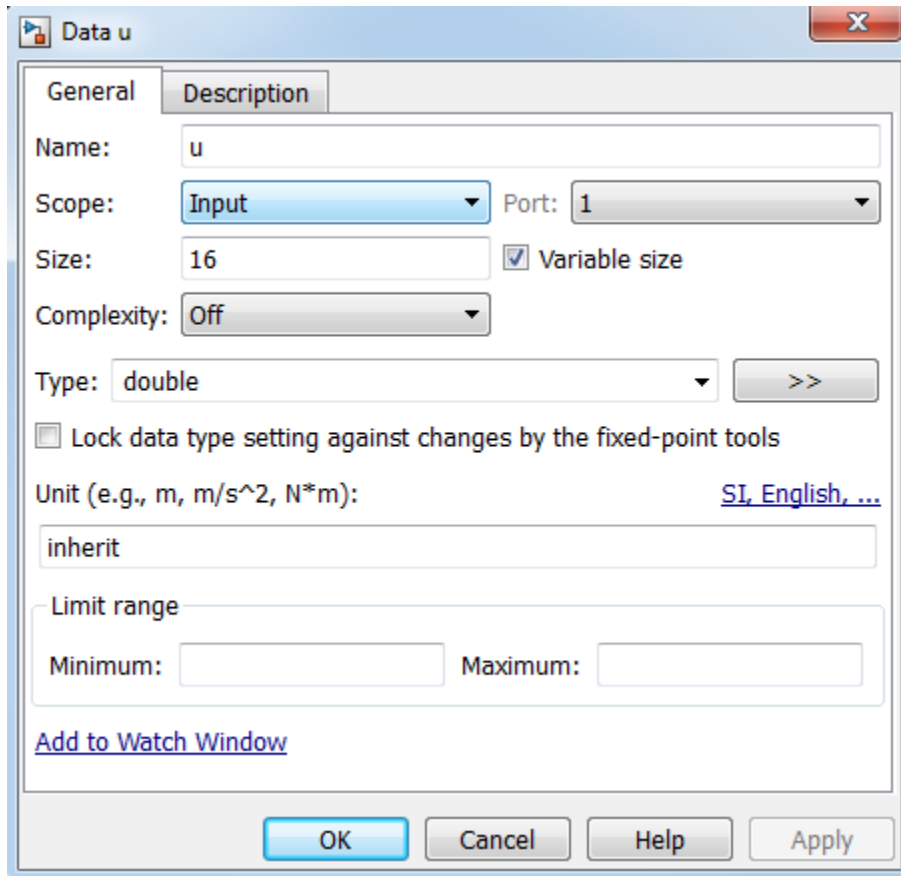 Data u
General Description
Name: u
Scope: Input Port: 1
Size: 16 Variable size
Complexity: Off
Type: double >>
Lock data type setting against changes by the fixed-point tools
Unit (e.g., m, m/s^2, N*m): SI, English, ...
inherit
Limit range
Minimum: Maximum:
Add to Watch Window
OK Cancel Help Apply